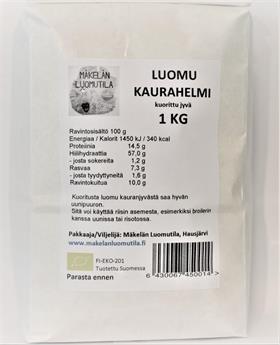 MÄKELÄN
LUOMUTILA
LUOMU
KAURAHELMI
kuorittu jyvä
1 KG
Ravintosisältö 100 g
Energiaa / Kalorit 1450 kJ / 340 kcal
Proteiinia 14,5 g
Hiilihydraattia 57,0 g
- josta sokereita 1,2 g
Rasvaa 7,3 g
- josta tyydyttyneitä 1,6 g
Ravintokuitua 10,0 g
Kuoritusta luomu kauranjyvästä saa hyvän
uunipuuron.
Sitä voi käyttää riisin asemesta, esimerkiksi broilerin
kanssa uunissa tai risotossa.
Pakkaaja/Viljelijä: Mäkelän Luomutila, Hausjärvi
www.makelanluomutila.fi
FI-EKO-201
Tuotettu Suomessa
Parasta ennen
6 430067 450014 >